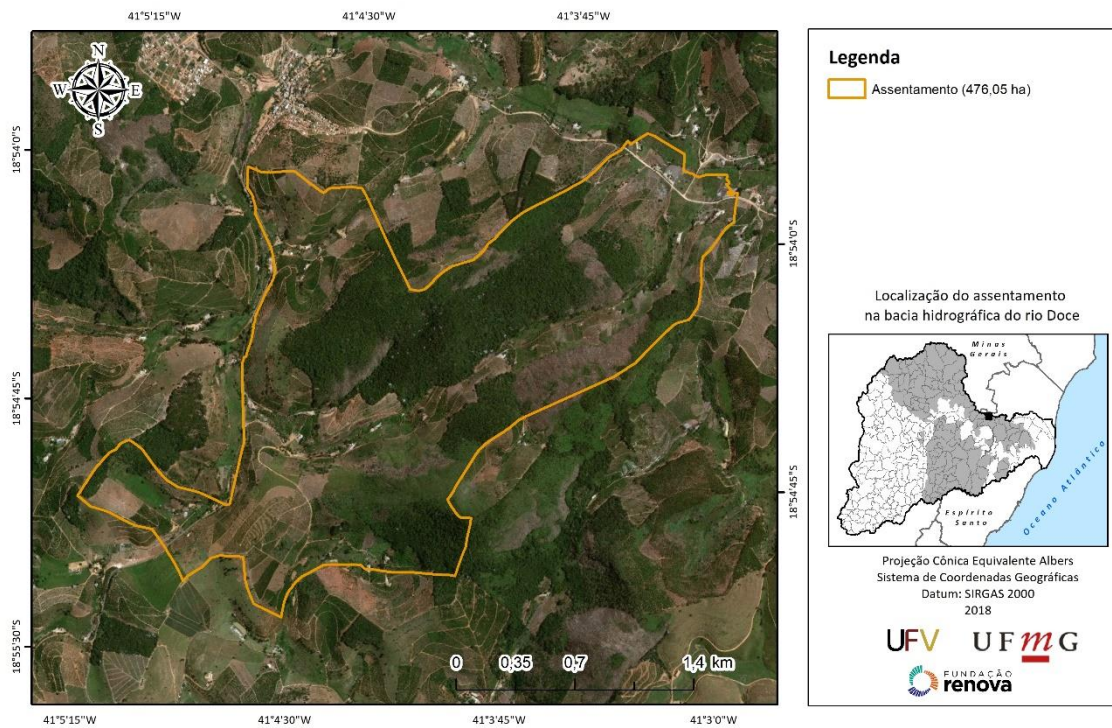 41°5'15"W 41°4'30"W 41°3'45"W
N
W E
S
18°54'0"S
18°54'45"S
18°55'30"S
18°54'0"S
18°54'45"S
0 0,35 0,7 1,4 km
41°5'15"W 41°4'30"W 41°3'45"W 41°3'0"W
Legenda
Assentamento (476,05 ha)
Localização do assentamento
na bacia hidrográfica do rio Doce
Minas
Gerais
Espírito
Santo
Oceano Atlântico
Projeção Cônica Equivalente Albers
Sistema de Coordenadas Geográficas
Datum: SIRGAS 2000
2018
UFV UFmG
FUNDAÇÃO
renova